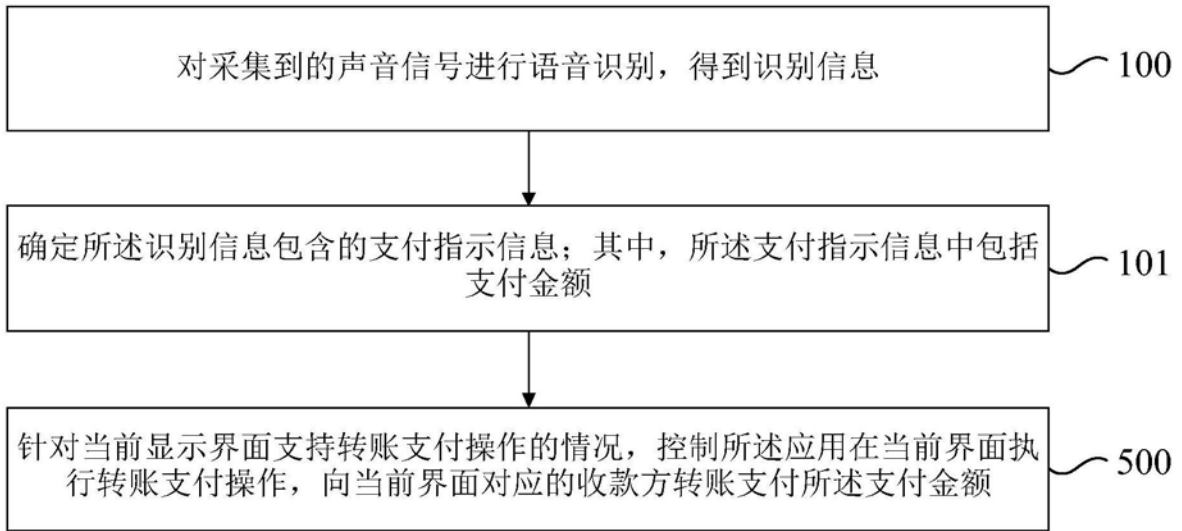 对采集到的声音信号进行语音识别，得到识别信息
100
确定所述识别信息包含的支付指示信息；其中，所述支付指示信息中包括
支付金额
101
针对当前显示界面支持转账支付操作的情况，控制所述应用在当前界面执
行转账支付操作，向当前界面对应的收款方转账支付所述支付金额
500